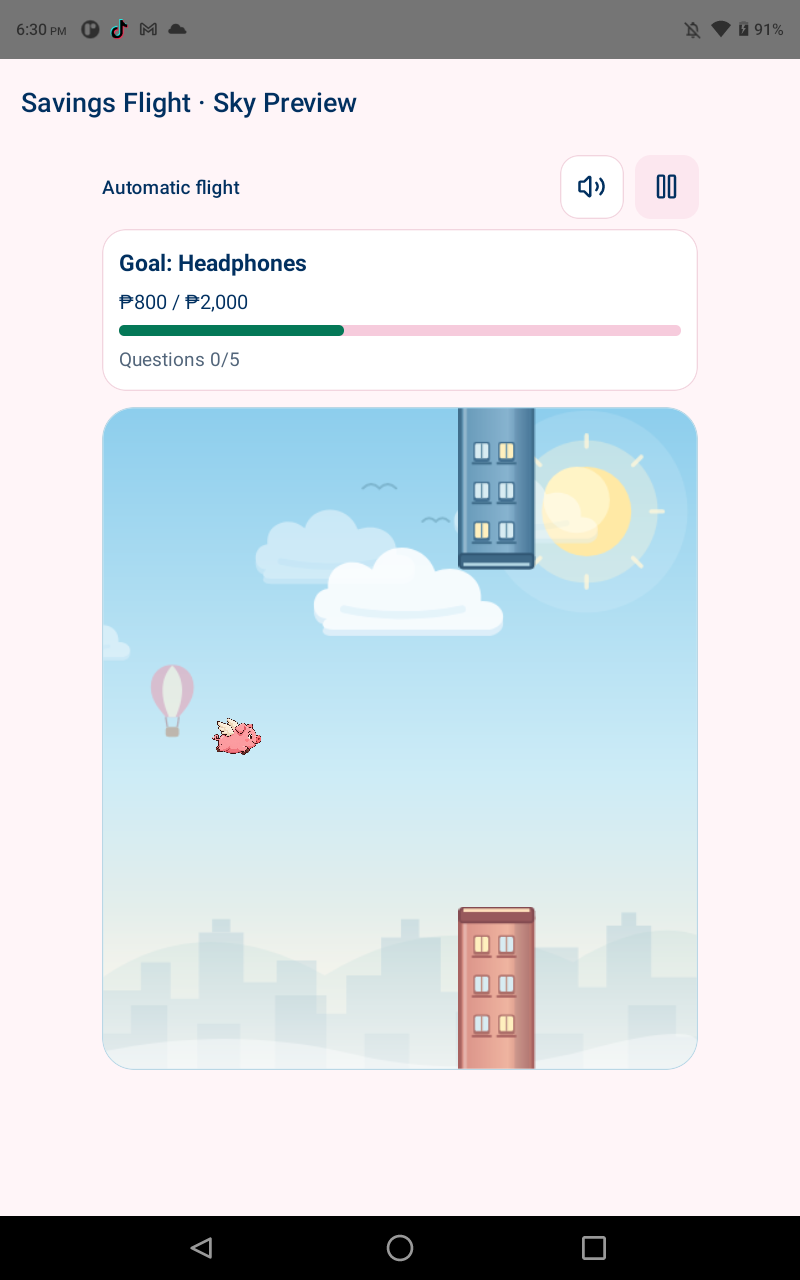 6:30 PM
91%
Savings Flight · Sky Preview
Automatic flight
Goal: Headphones
₱800 / ₱2,000
Questions 0/5